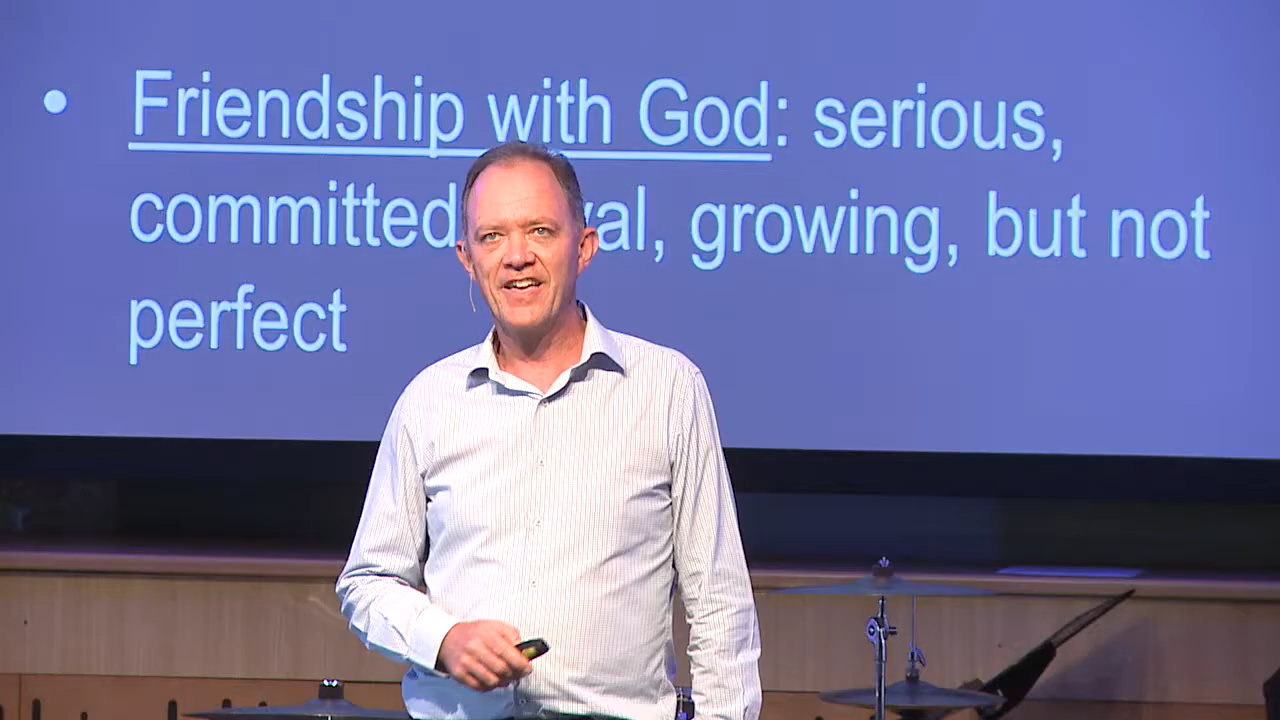 • Friendship with God: serious,
committed, growing, but not
perfect